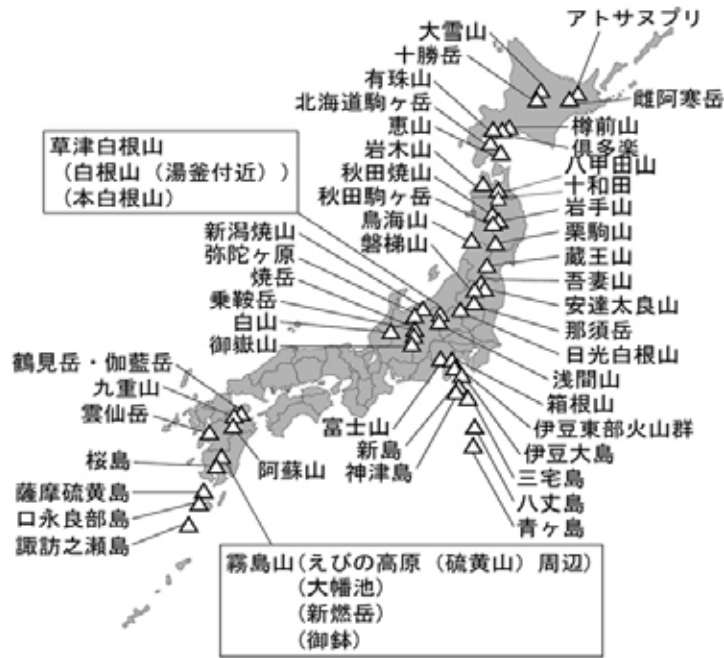 アトサヌプリ
大雪山
十勝岳
雌阿寒岳
有珠山
北海道駒ヶ岳
樽前山
恵山
倶多楽
岩木山
八甲田山
秋田焼山
十和田
秋田駒ヶ岳
岩手山
鳥海山
栗駒山
磐梯山
蔵王山
吾妻山
安達太良山
那須岳
日光白根山
草津白根山
(白根山(湯釜付近))
(本白根山)
新潟焼山
弥陀ヶ原
焼岳
乗鞍岳
白山
御嶽山
浅間山
箱根山
伊豆東部火山群
伊豆大島
三宅島
八丈島
青ヶ島
富士山
新島
神津島
鶴見岳・伽藍岳
九重山
雲仙岳
阿蘇山
桜島
薩摩硫黄島
口永良部島
諏訪之瀬島
霧島山(えびの高原(硫黄山)周辺)
(大幡池)
(新燃岳)
(御鉢)